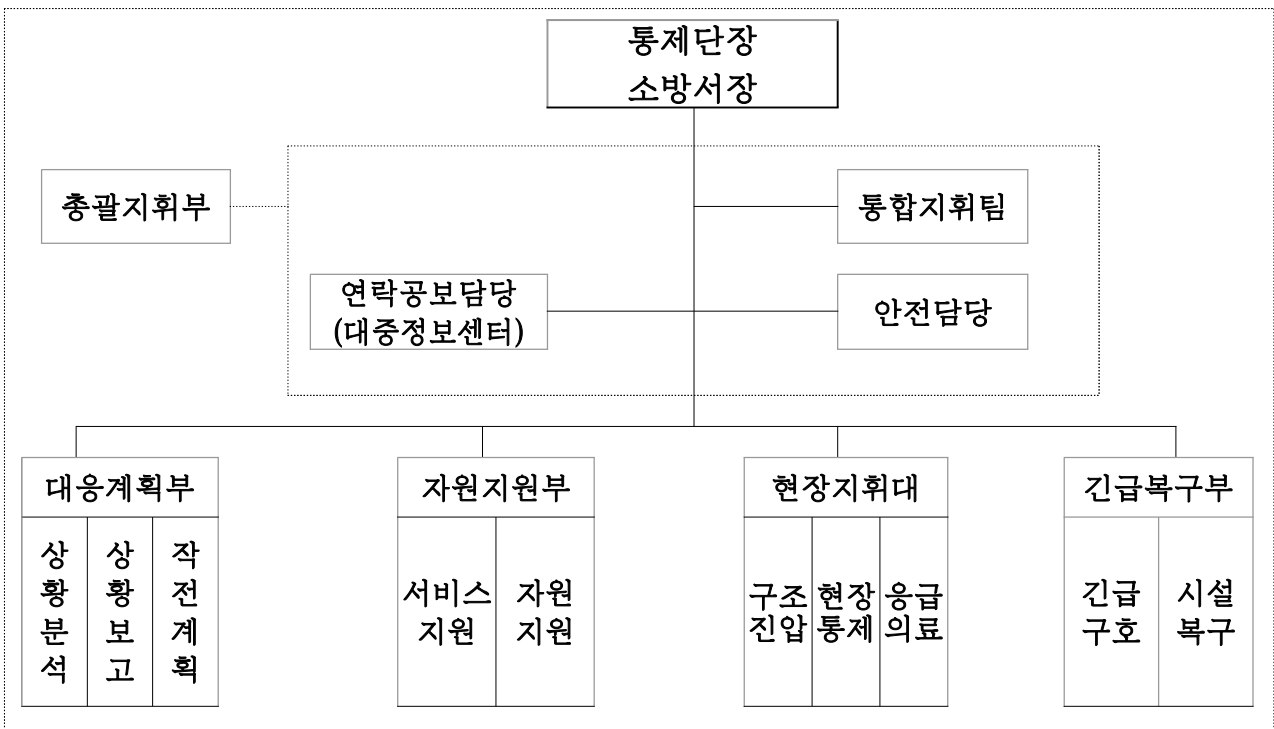 통제단장
소방서장
총괄지휘부
통합지휘팀
연락공보담당
(대중정보센터)
안전담당
대응계획부
상황분석
상황보고
작전계획
자원지원부
서비스
지원
자원
지원
현장지휘대
구조
진압
현장
통제
응급
의료
긴급복구부
긴급
구호
시설
복구